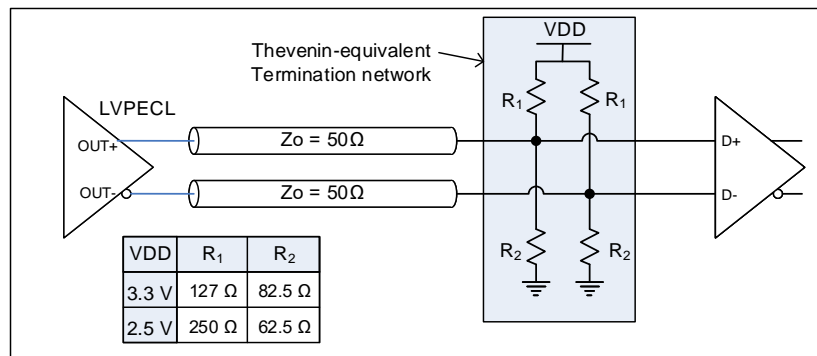 VDD
Thevenin-equivalent
Termination network
R1 R1
LVPECL
OUT+
Zo = 50Ω
D+
OUT-
Zo = 50Ω
D-
R2 R2
VDD R1 R2
3.3 V 127 Ω 82.5 Ω
2.5 V 250 Ω 62.5 Ω